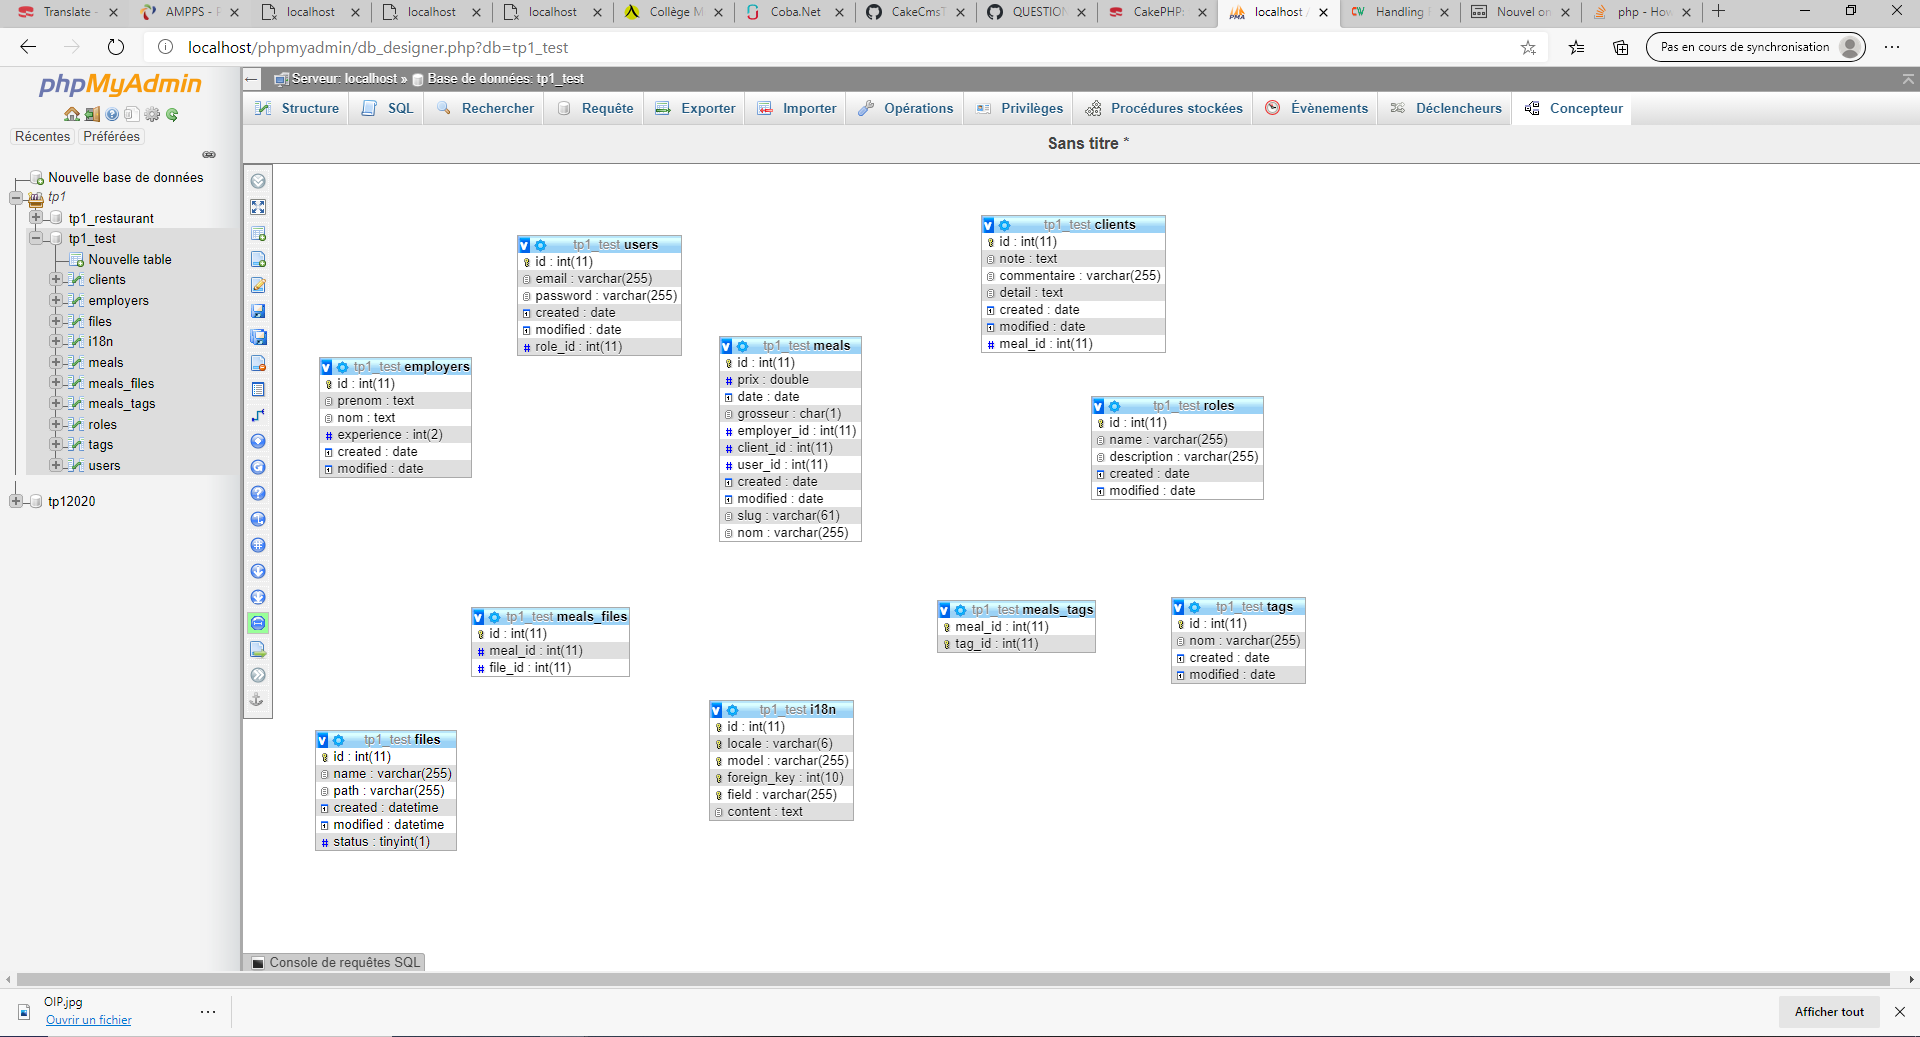 Translate -
AMPPS - F
localhost
localhost
localhost
Collège M
Coba.Net
CakeCmsT
QUESTION
CakePHP:
localhost /
Handling
Nouvel on
php - How
localhost/phpmyadmin/db_designer.php?db=tp1_test
Pas en cours de synchronisation
phpMyAdmin
Récentes Préférées
Nouvelle base de données
tp1
tp1_restaurant
tp1_test
Nouvelle table
clients
employers
files
i18n
meals
meals_files
meals_tags
roles
tags
users
tp12020
Serveur: localhost » Base de données: tp1_test
Structure SQL Rechercher Requête Exporter Importer Opérations Privilèges Procédures stockées Évènements Déclencheurs Concepteur
Sans titre *
tp1_test users
id : int(11)
email : varchar(255)
password : varchar(255)
created : date
modified : date
role_id : int(11)
tp1_test clients
id : int(11)
note : text
commentaire : varchar(255)
detail : text
created : date
modified : date
meal_id : int(11)
tp1_test employers
id : int(11)
prenom : text
nom : text
experience : int(2)
created : date
modified : date
tp1_test meals
id : int(11)
prix : double
date : date
grosseur : char(1)
employer_id : int(11)
client_id : int(11)
user_id : int(11)
created : date
modified : date
slug : varchar(61)
nom : varchar(255)
tp1_test roles
id : int(11)
name : varchar(255)
description : varchar(255)
created : date
modified : date
tp1_test meals_files
id : int(11)
meal_id : int(11)
file_id : int(11)
tp1_test meals_tags
meal_id : int(11)
tag_id : int(11)
tp1_test tags
id : int(11)
nom : varchar(255)
created : date
modified : date
tp1_test files
id : int(11)
name : varchar(255)
path : varchar(255)
created : datetime
modified : datetime
status : tinyint(1)
tp1_test i18n
id : int(11)
locale : varchar(6)
model : varchar(255)
foreign_key : int(10)
field : varchar(255)
content : text
Console de requêtes SQL
OIP.jpg
Ouvrir un fichier
Afficher tout